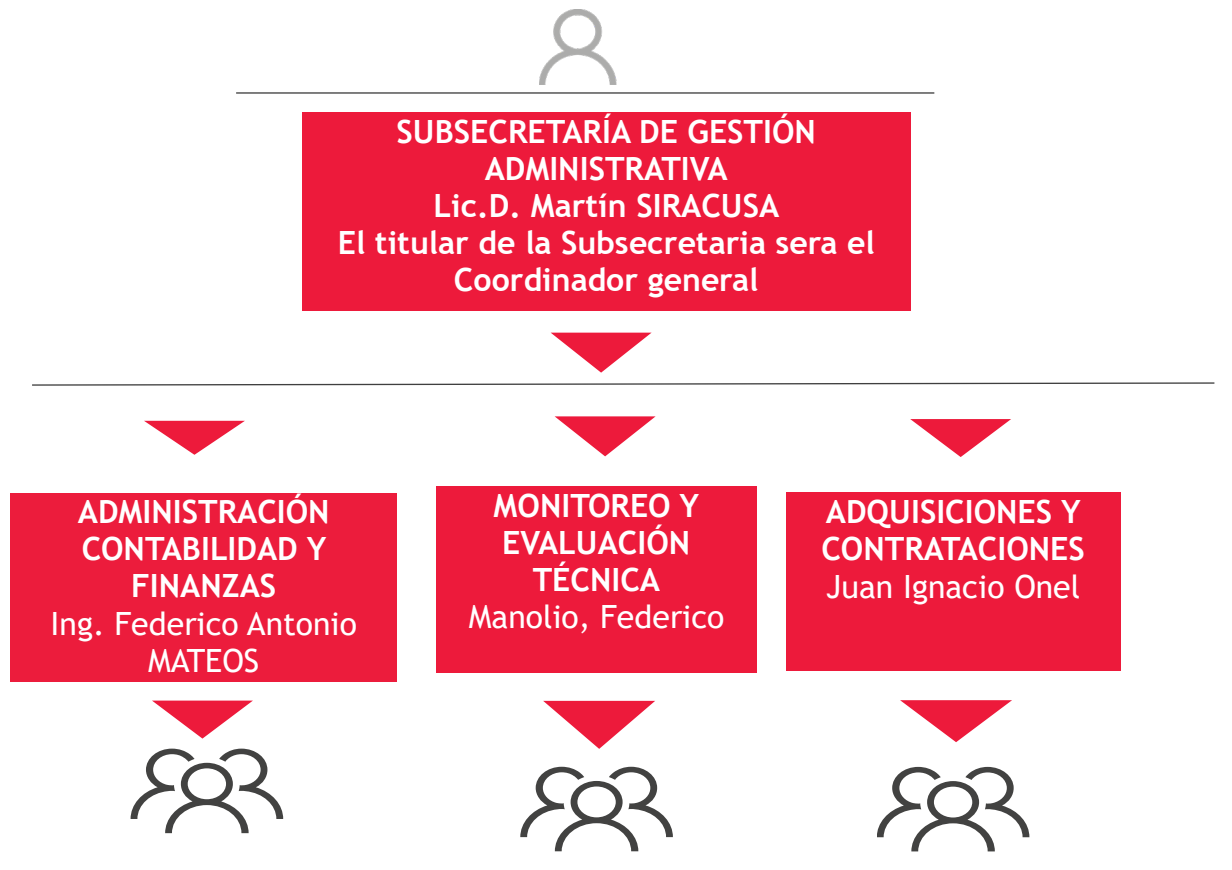 SUBSECRETARÍA DE GESTIÓN
ADMINISTRATIVA
Lic.D. Martín SIRACUSA
El titular de la Subsecretaria sera el
Coordinador general
ADMINISTRACIÓN
CONTABILIDAD Y
FINANZAS
Ing. Federico Antonio
MATEOS
MONITOREO Y
EVALUACIÓN
TÉCNICA
Manolio, Federico
ADQUISICIONES Y
CONTRATACIONES
Juan Ignacio Onel